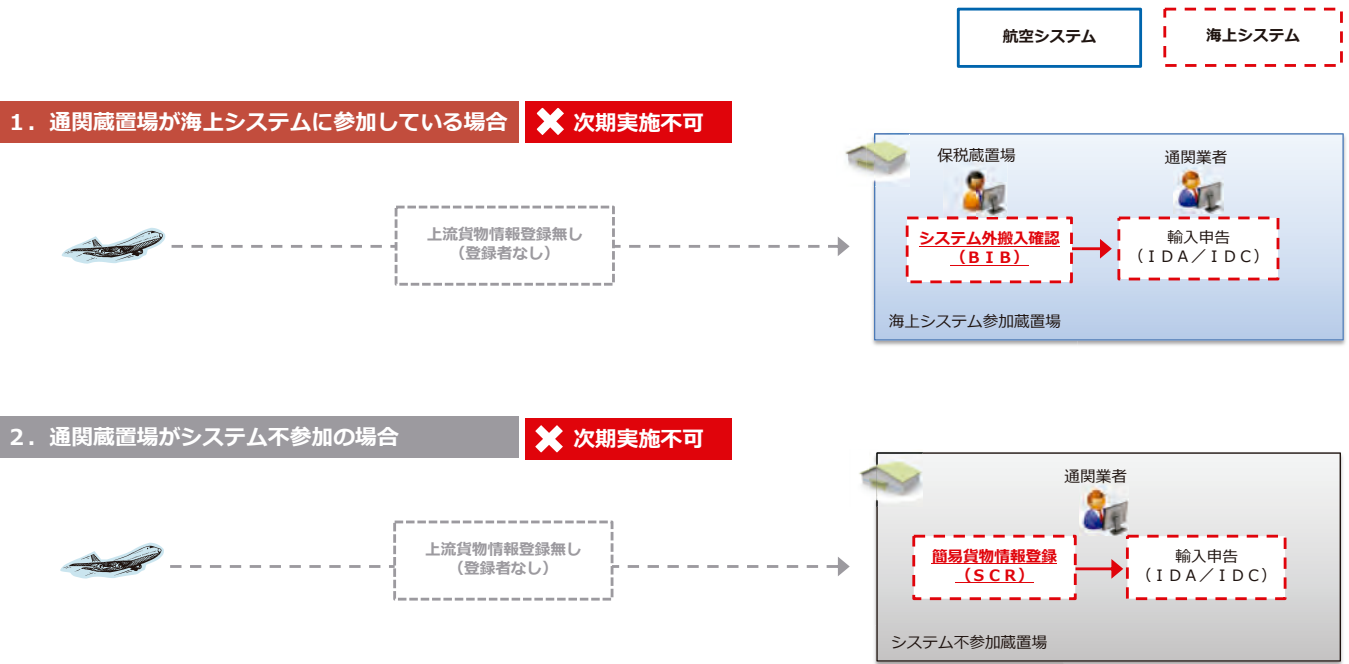 航空システム
海上システム
1．通関蔵置場が海上システムに参加している場合
次期実施不可
保税蔵置場
通関業者
上流貨物情報登録無し
（登録者なし）
システム外搬入確認
（ＢＩＢ）
輸入申告
（ＩＤＡ／ＩＤＣ）
海上システム参加蔵置場
2．通関蔵置場がシステム不参加の場合
次期実施不可
通関業者
上流貨物情報登録無し
（登録者なし）
簡易貨物情報登録
（ＳＣＲ）
輸入申告
（ＩＤＡ／ＩＤＣ）
システム不参加蔵置場